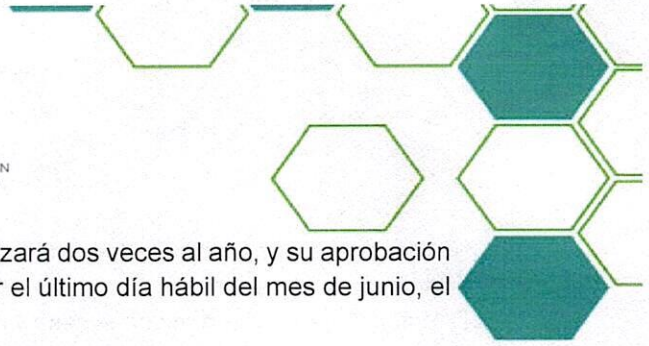 N
zará dos veces al año, y su aprobación
r el último día hábil del mes de junio, el